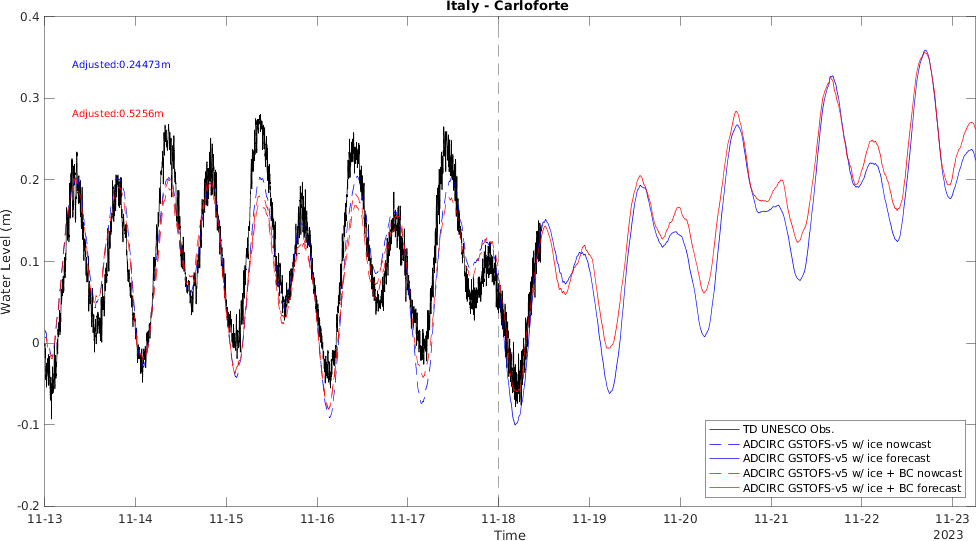 Italy - Carloforte
Adjusted:0.24473m
Adjusted:0.5256m
0.4
0.3
0.2
0.1
0
-0.1
-0.2
Water Level (m)
TD UNESCO Obs.
ADCIRC GSTOFS-v5 w/ ice nowcast
ADCIRC GSTOFS-v5 w/ ice forecast
ADCIRC GSTOFS-v5 w/ ice + BC nowcast
ADCIRC GSTOFS-v5 w/ ice + BC forecast
11-13 11-14 11-15 11-16 11-17 11-18 11-19 11-20 11-21 11-22 11-23
Time
2023